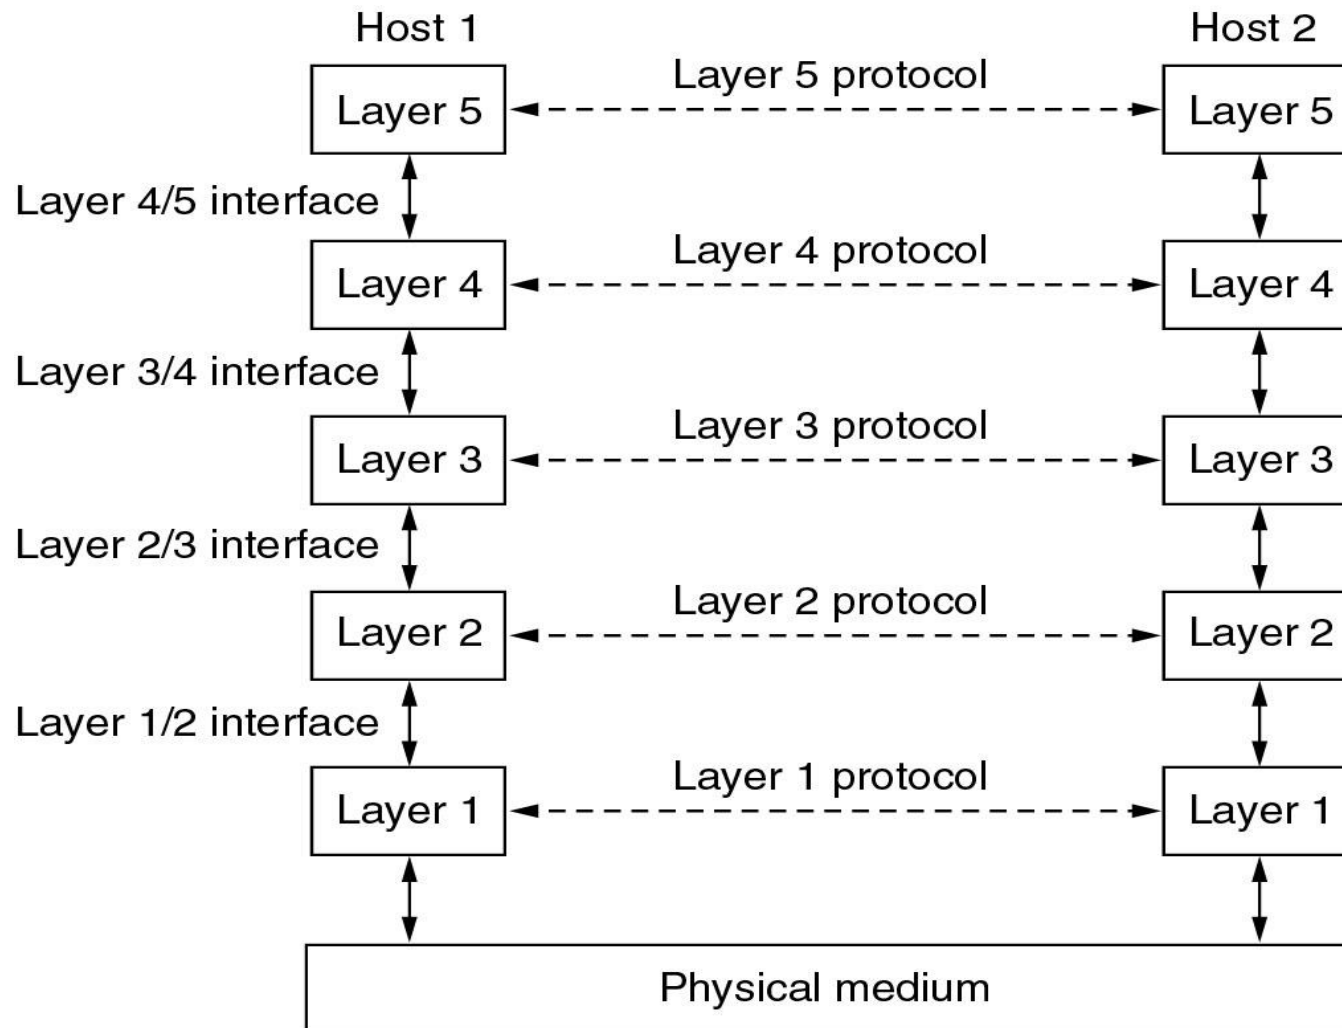 Host 1
Host 2
Layer 5 protocol
Layer 5
Layer 5
Layer 4/5 interface
Layer 4 protocol
Layer 4
Layer 4
Layer 3/4 interface
Layer 3 protocol
Layer 3
Layer 3
Layer 2/3 interface
Layer 2 protocol
Layer 2
Layer 2
Layer 1/2 interface
Layer 1 protocol
Layer 1
Layer 1
Physical medium